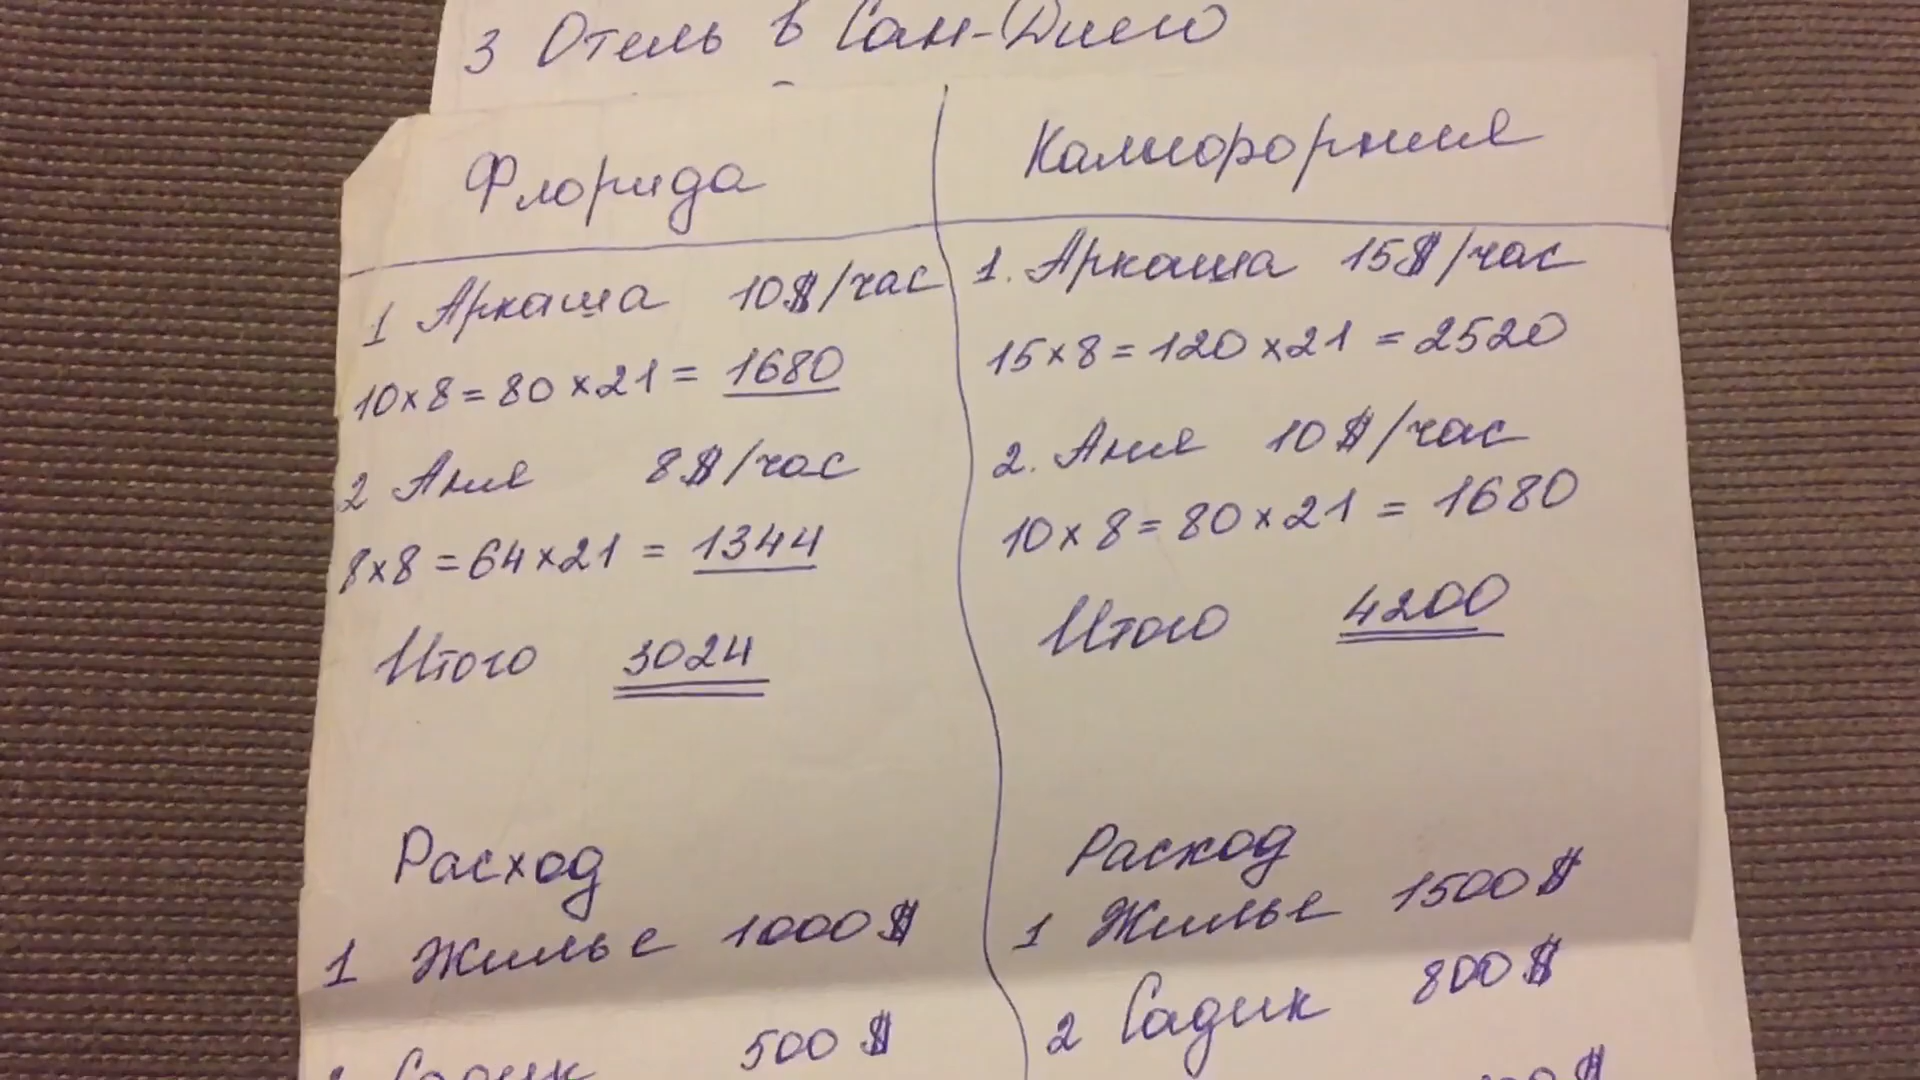 3 Отель в Сан-Диего
Флорида
1 Аркаша 10$/час
10×8=80×21=1680
2 Аня 8$/час
8×8=64×21=1344
Итого 3024
Расход
1 Жилье 1000$
2 Садик 500$
Калифорния
1. Аркаша 15$/час
15×8=120×21=2520
2. Аня 10$/час
10×8=80×21=1680
Итого 4200
Расход
1 Жилье 1500$
2 Садик 800$